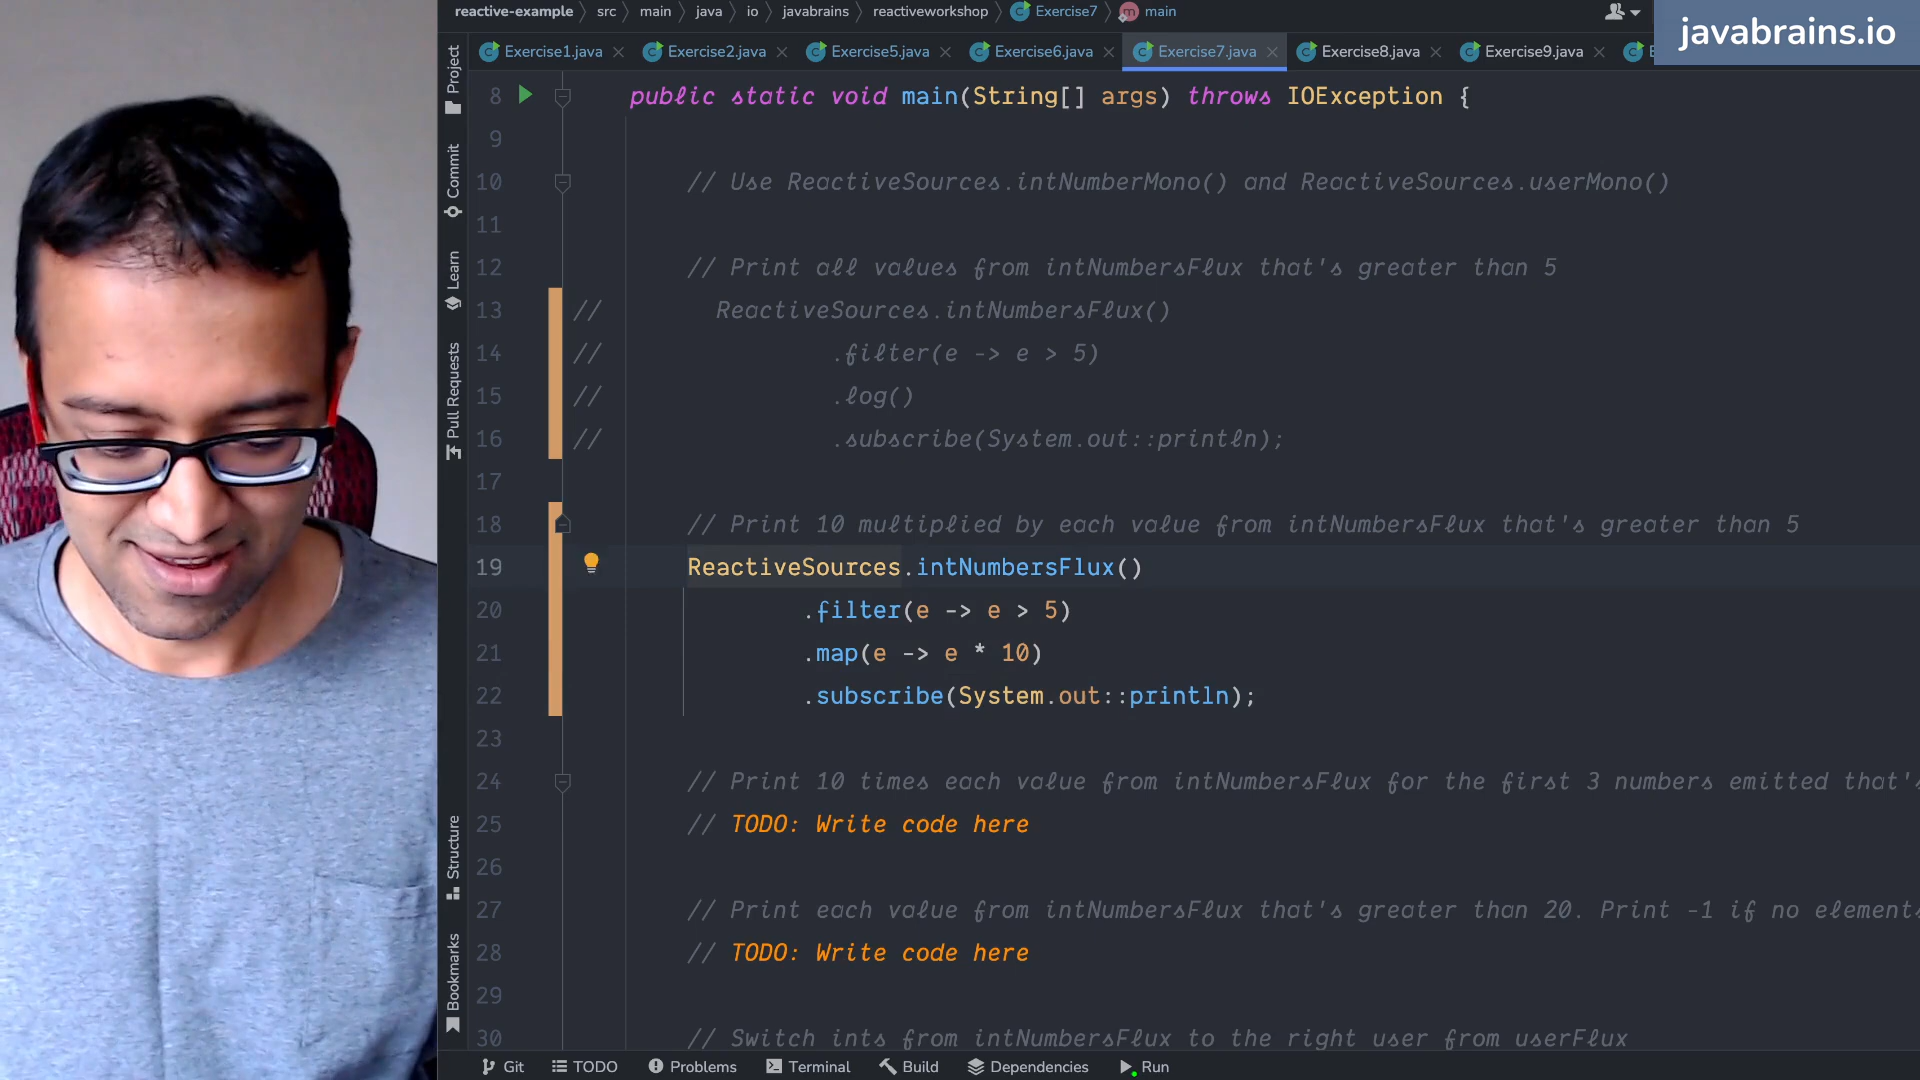 reactive-example src main java io javabrains reactiveworkshop Exercise7 main
javabrains.io
Exercise1.java Exercise2.java Exercise5.java Exercise6.java Exercise7.java Exercise8.java Exercise9.java
Project
Commit
Learn
Pull Requests
Structure
Bookmarks
8 public static void main(String[] args) throws IOException {
9
10 // Use ReactiveSources.intNumberMono() and ReactiveSources.userMono()
11
12 // Print all values from intNumbersFlux that's greater than 5
13 // ReactiveSources.intNumbersFlux()
14 // .filter(e -> e > 5)
15 // .log()
16 // .subscribe(System.out::println);
17
18 // Print 10 multiplied by each value from intNumbersFlux that's greater than 5
19 ReactiveSources.intNumbersFlux()
20 .filter(e -> e > 5)
21 .map(e -> e * 10)
22 .subscribe(System.out::println);
23
24 // Print 10 times each value from intNumbersFlux for the first 3 numbers emitted that's
25 // TODO: Write code here
26
27 // Print each value from intNumbersFlux that's greater than 20. Print -1 if no elements
28 // TODO: Write code here
29
30 // Switch ints from intNumbersFlux to the right user from userFlux
Git TODO Problems Terminal Build Dependencies Run